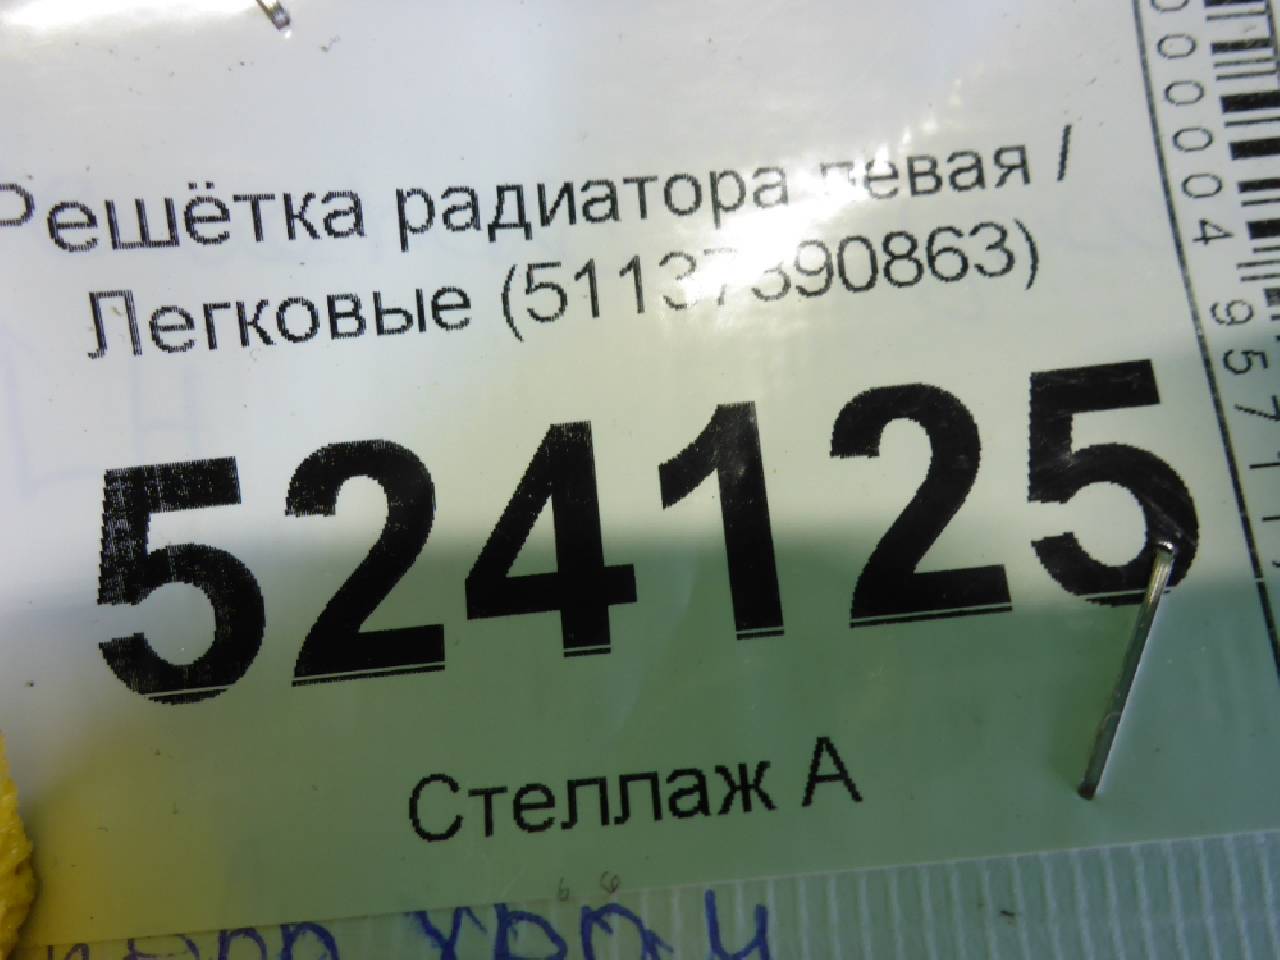 Решётка радиатора левая /
Легковые (51137390863)
524125
Стеллаж А